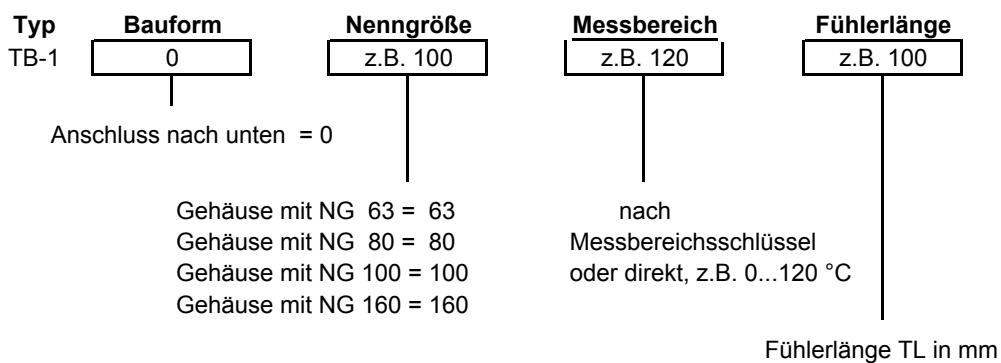 Typ Bauform Nenngröße Messbereich Fühlerlänge
TB-1 0 z.B. 100 z.B. 120 z.B. 100
Anschluss nach unten = 0
Gehäuse mit NG 63 = 63 nach
Gehäuse mit NG 80 = 80 Messbereichsschlüssel
Gehäuse mit NG 100 = 100 oder direkt, z.B. 0...120 °C
Gehäuse mit NG 160 = 160
Fühlerlänge TL in mm